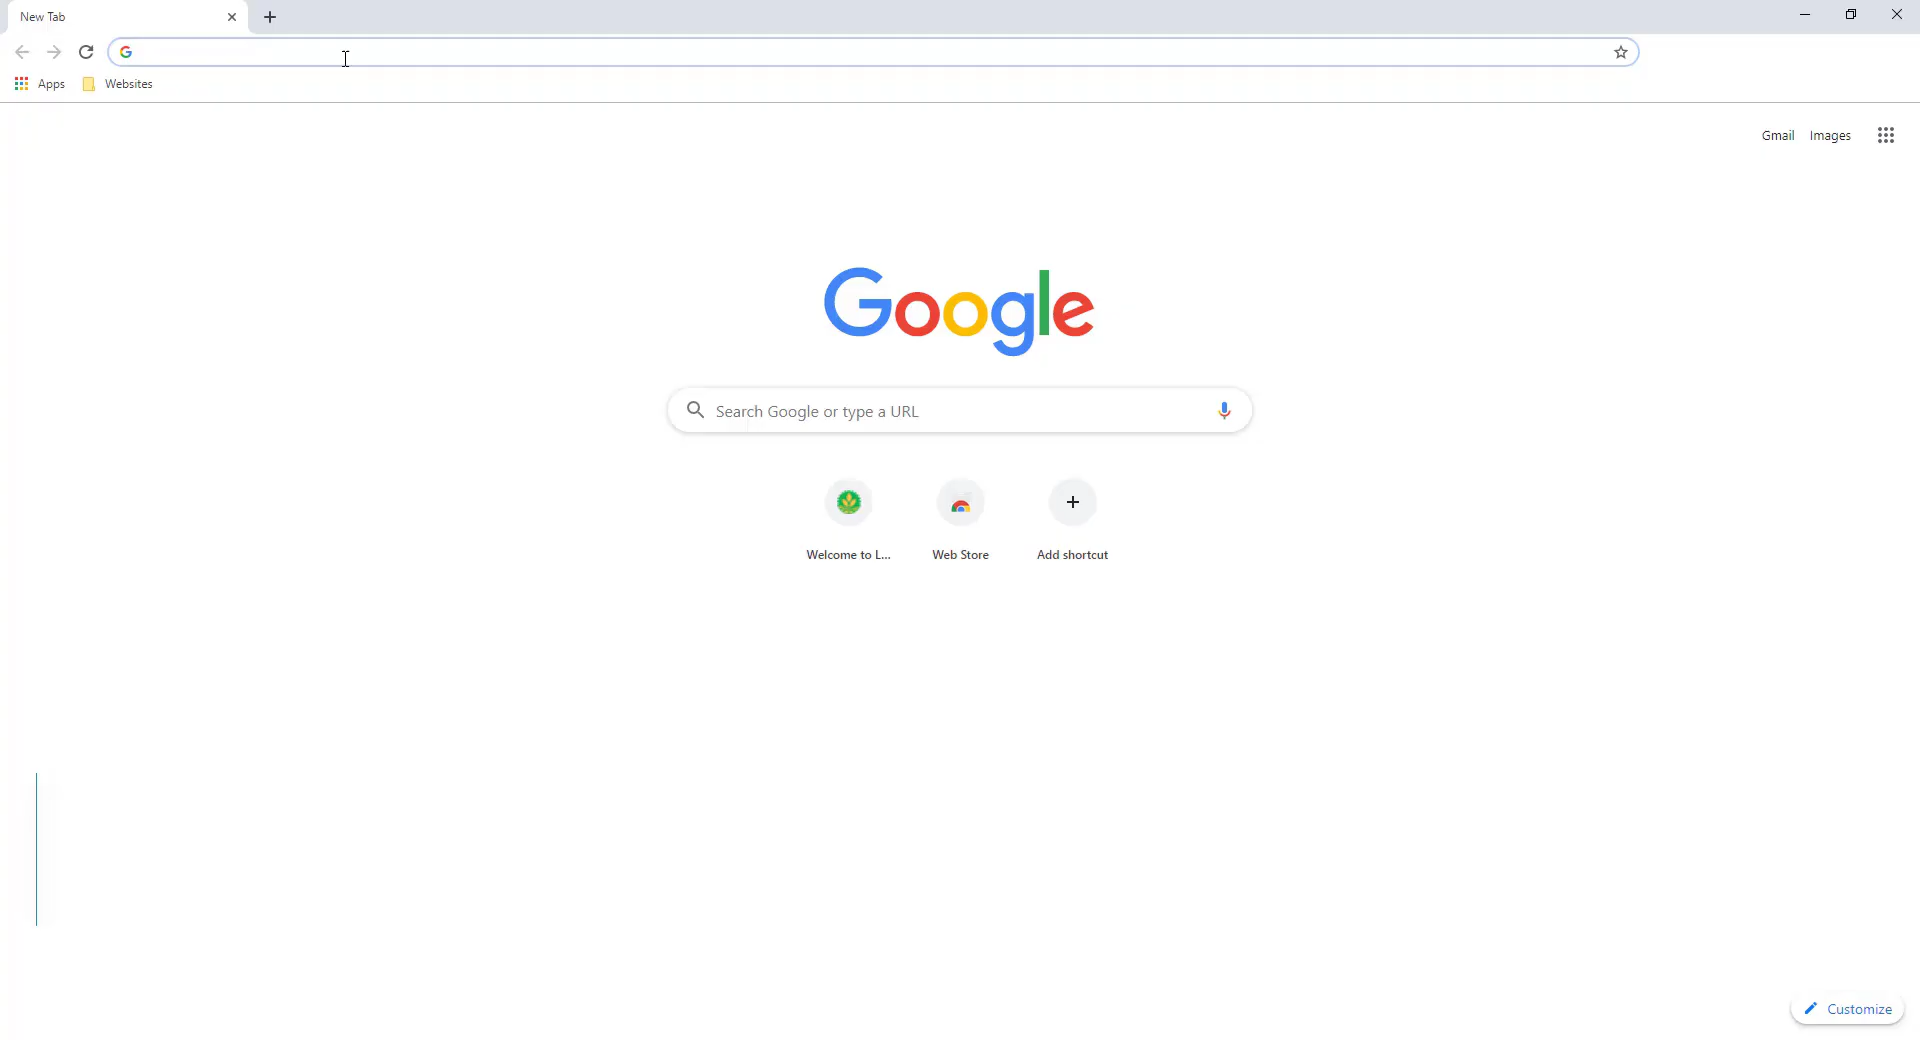 New Tab
Apps Websites
Gmail Images
Google
Search Google or type a URL
Welcome to L... Web Store Add shortcut
Customize